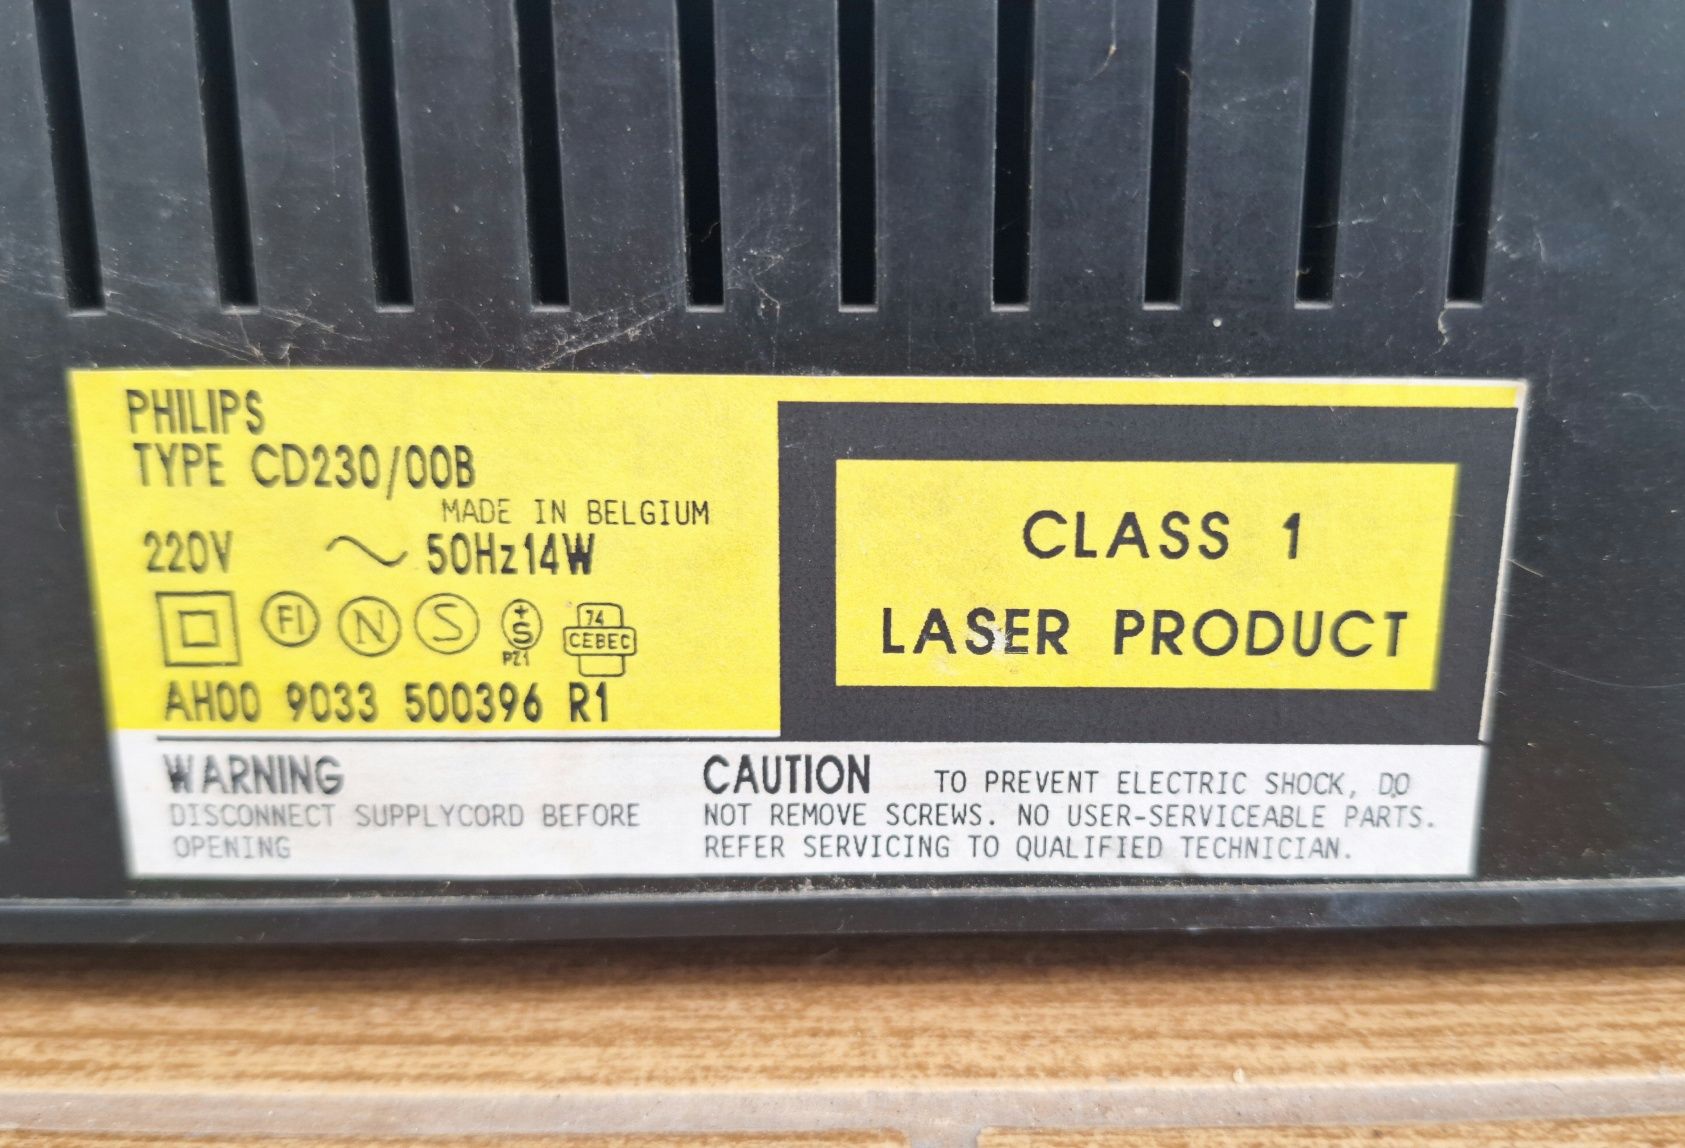 PHILIPS
TYPE CD230/00B
MADE IN BELGIUM
220V ~ 50Hz14W
FI N S +S PZ1 74 CEBEC
AH00 9033 500396 R1
CLASS 1
LASER PRODUCT
WARNING
DISCONNECT SUPPLYCORD BEFORE
OPENING
CAUTION TO PREVENT ELECTRIC SHOCK, DO
NOT REMOVE SCREWS. NO USER-SERVICEABLE PARTS.
REFER SERVICING TO QUALIFIED TECHNICIAN.